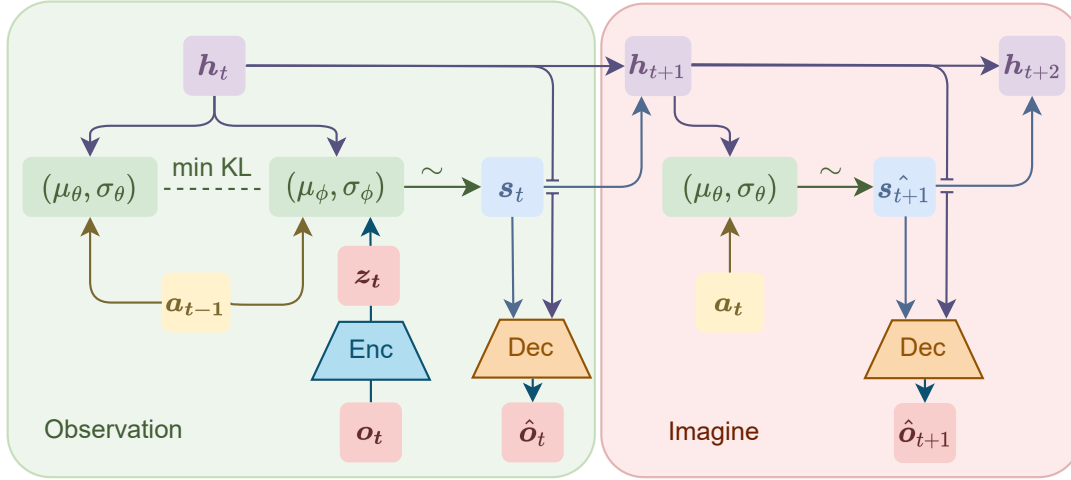 h_t
h_{t+1}
h_{t+2}
min KL
(μ_θ, σ_θ)
(μ_ϕ, σ_ϕ)
∼
s_t
(μ_θ, σ_θ)
∼
ŝ_{t+1}
z_t
a_{t−1}
a_t
Enc
Dec
Dec
Observation
o_t
ô_t
Imagine
ô_{t+1}